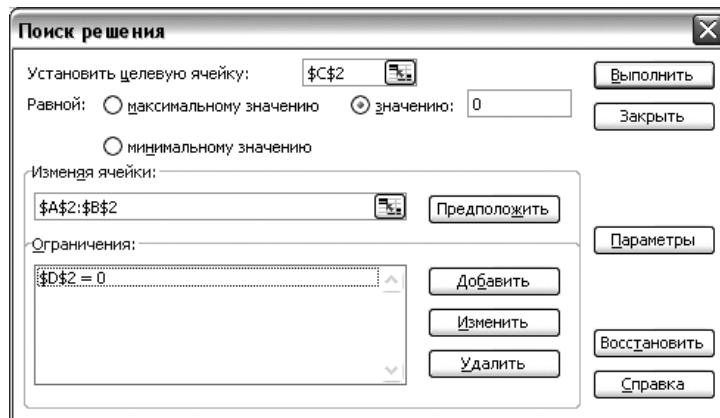 Поиск решения
Установить целевую ячейку: $C$2
Выполнить
Равной: максимальному значению значению: 0
Закрыть
минимальному значению
Изменяя ячейки:
$A$2:$B$2
Предположить
Ограничения:
Параметры
$D$2 = 0
Добавить
Изменить
Удалить
Восстановить
Справка